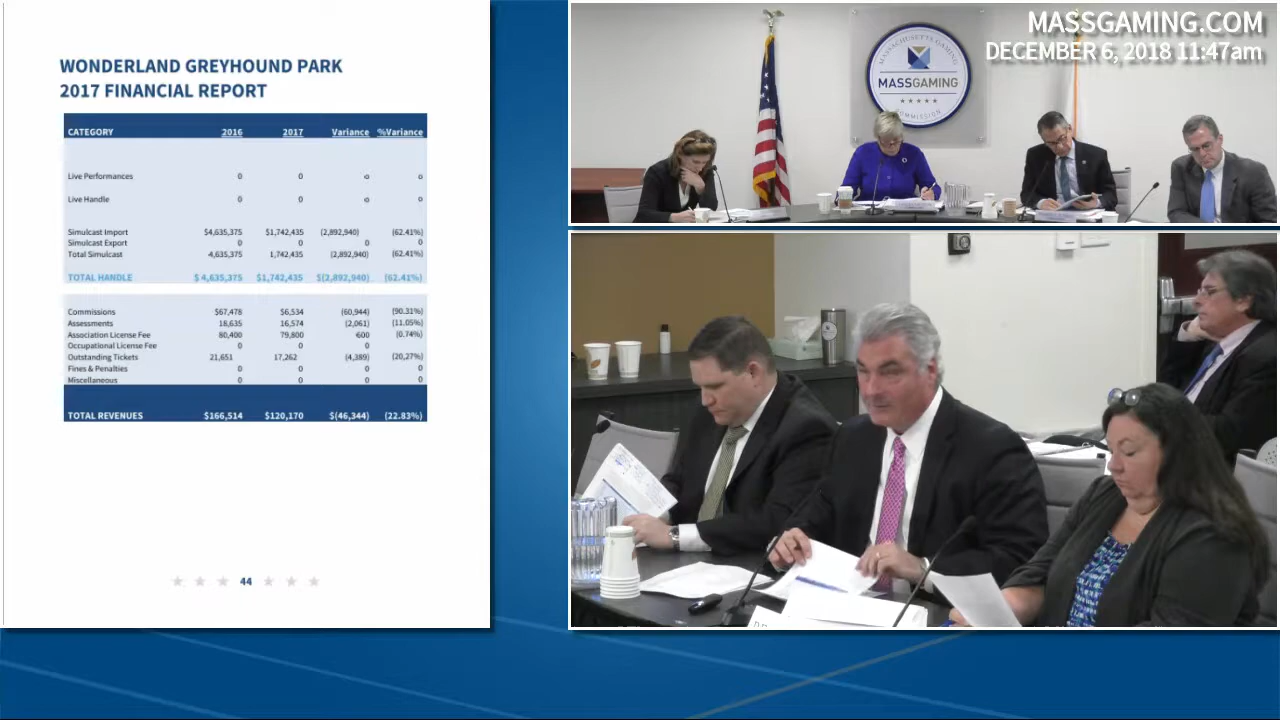 WONDERLAND GREYHOUND PARK
2017 FINANCIAL REPORT
CATEGORY 2016 2017 Variance %Variance
Live Performances 0 0 -0 0
Live Handle 0 0 -0 0
Simulcast Import $4,635,375 $1,742,435 (2,892,940) (62.41%)
Simulcast Export 0 0 0 0
Total Simulcast 4,635,375 1,742,435 (2,892,940) (62.41%)
TOTAL HANDLE $ 4,635,375 $1,742,435 $(2,892,940) (62.41%)
Commissions $67,478 $6,534 (60,944) (90.31%)
Assessments 18,635 16,574 (2,061) (11.05%)
Association License Fee 80,400 79,800 -600 (0.74%)
Occupational License Fee 0 0 0 0
Outstanding Tickets 21,651 17,262 (4,389) (20,27%)
Fines & Penalties 0 0 0 0
Miscellaneous 0 0 0 0
TOTAL REVENUES $166,514 $120,170 $(46,344) (22.83%)
44
MASSGAMING.COM
DECEMBER 6, 2018 11:47am
MASSACHUSETTS GAMING
MASSGAMING
COMMISSION